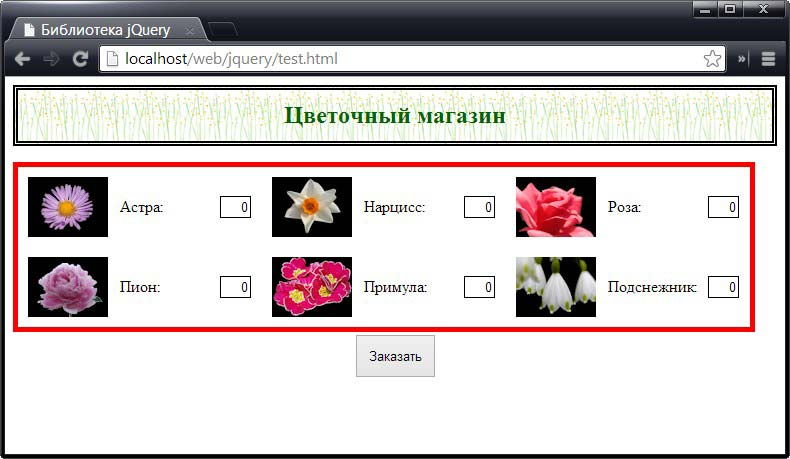 Библиотека jQuery
localhost/web/jquery/test.html
Цветочный магазин
Астра: 0 Нарцисс: 0 Роза: 0
Пион: 0 Примула: 0 Подснежник: 0
Заказать